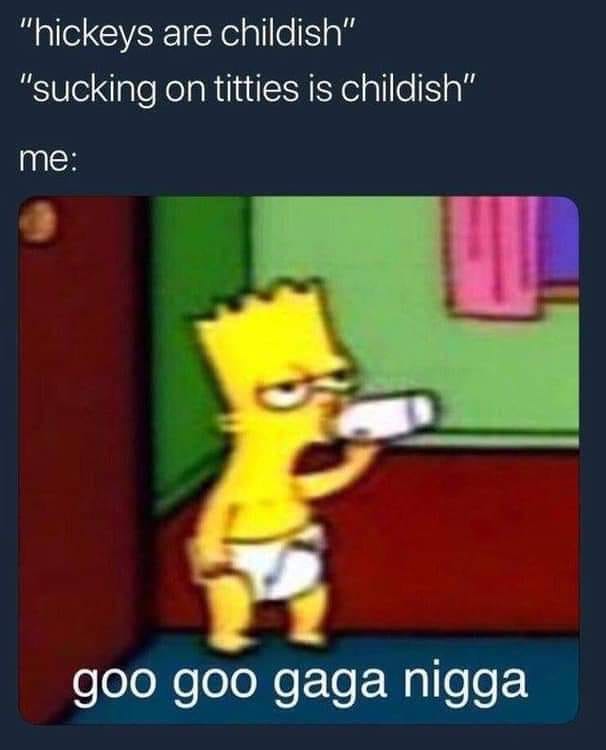 "hickeys are childish"
"sucking on titties is childish"
me:
goo goo gaga nigga